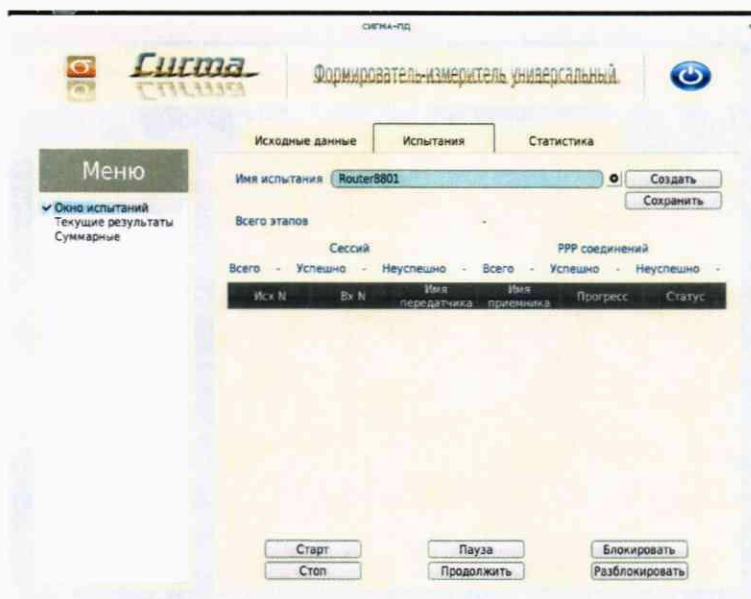 СИГМА-ПД
Сигма
Формирователь-измеритель универсальный.
Исходные данные Испытания Статистика
Меню
Окно испытаний
Текущие результаты
Суммарные
Имя испытания Router8801 Создать
Сохранить
Всего этапов -
Сессий PPP соединений
Всего - Успешно - Неуспешно - Всего - Успешно - Неуспешно -
Исх N Вх N Имя передатчика Имя приемника Прогресс Статус
Старт Пауза Блокировать
Стоп Продолжить Разблокировать